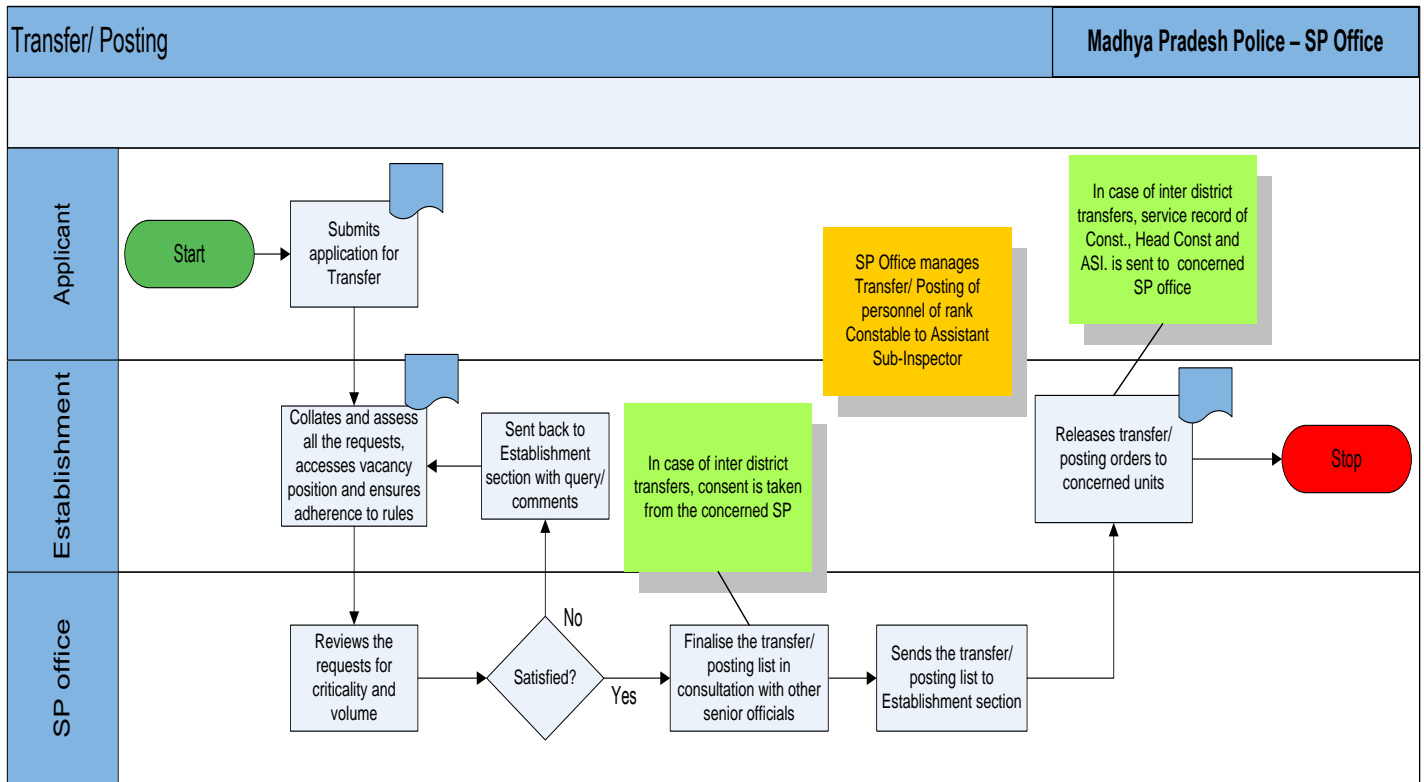 Transfer/ Posting
Madhya Pradesh Police – SP Office
Applicant
Start
Submits
application for
Transfer
SP Office manages
Transfer/ Posting of
personnel of rank
Constable to Assistant
Sub-Inspector
In case of inter district
transfers, service record of
Const., Head Const and
ASI. is sent to concerned
SP office
Establishment
Collates and assess
all the requests,
accesses vacancy
position and ensures
adherence to rules
Sent back to
Establishment
section with query/
comments
In case of inter district
transfers, consent is taken
from the concerned SP
Releases transfer/
posting orders to
concerned units
Stop
SP office
Reviews the
requests for
criticality and
volume
Satisfied?
No
Yes
Finalise the transfer/
posting list in
consultation with other
senior officials
Sends the transfer/
posting list to
Establishment section